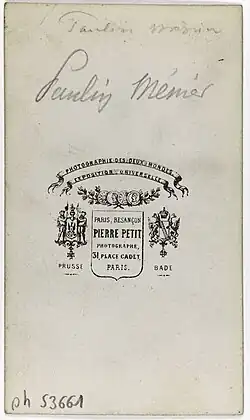 Paulin Ménier
PHOTOGRAPHIE DES DEUX MONDES
EXPOSITION UNIVERSELLE
PARIS, BESANÇON
PIERRE PETIT
PHOTOGRAPHE,
31, PLACE CADET,
PARIS.
PRUSSE
BADE
ph 53661